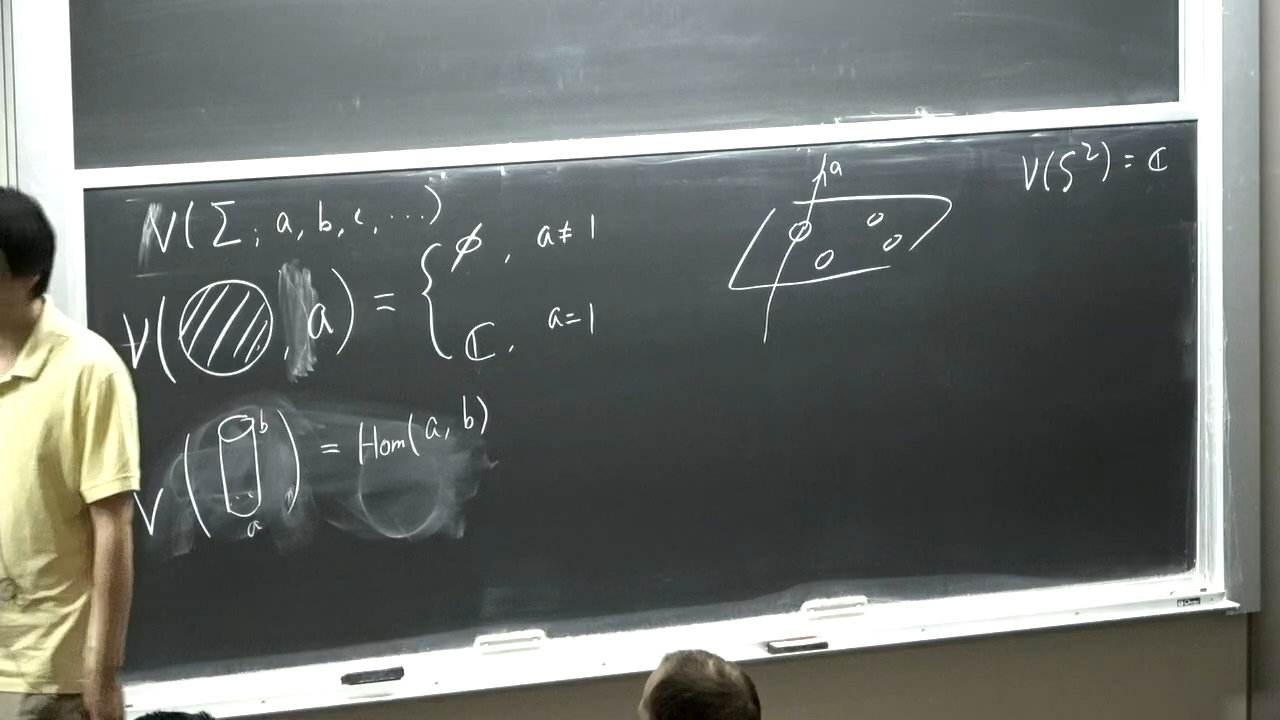 V(Σ; a, b, c, ...)
V( , a) = { ϕ, a≠1
ℂ, a=1
V( b a ) = Hom(a, b)
a
V(S²) = ℂ